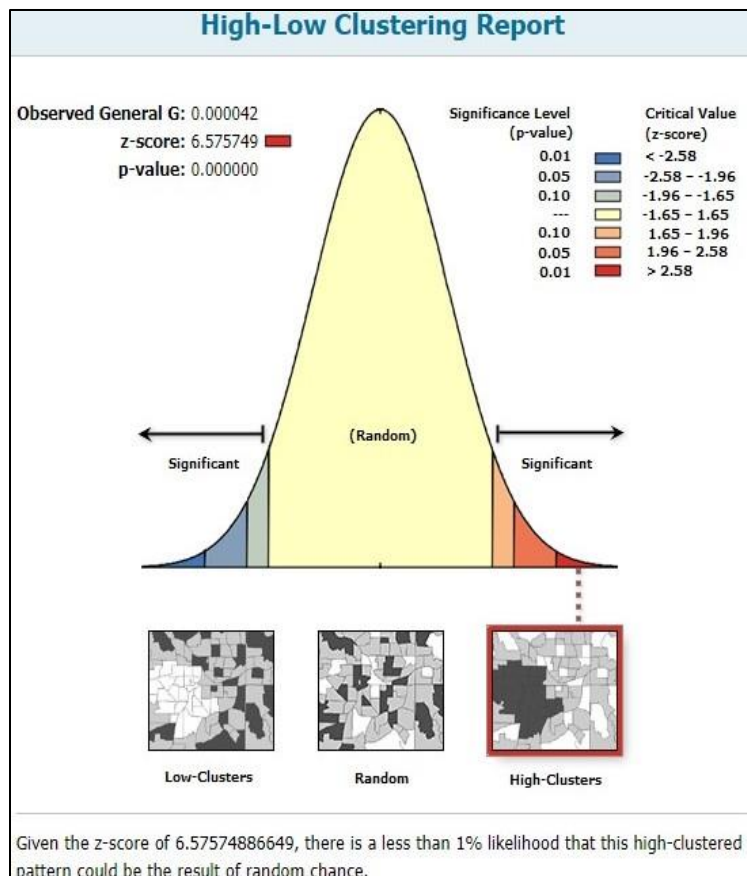 High-Low Clustering Report
Observed General G: 0.000042
z-score: 6.575749
p-value: 0.000000
Significance Level Critical Value
(p-value) (z-score)
0.01 < -2.58
0.05 -2.58 – -1.96
0.10 -1.96 – -1.65
--- -1.65 – 1.65
0.10 1.65 – 1.96
0.05 1.96 – 2.58
0.01 > 2.58
(Random)
Significant Significant
Low-Clusters Random High-Clusters
Given the z-score of 6.57574886649, there is a less than 1% likelihood that this high-clustered
pattern could be the result of random chance.